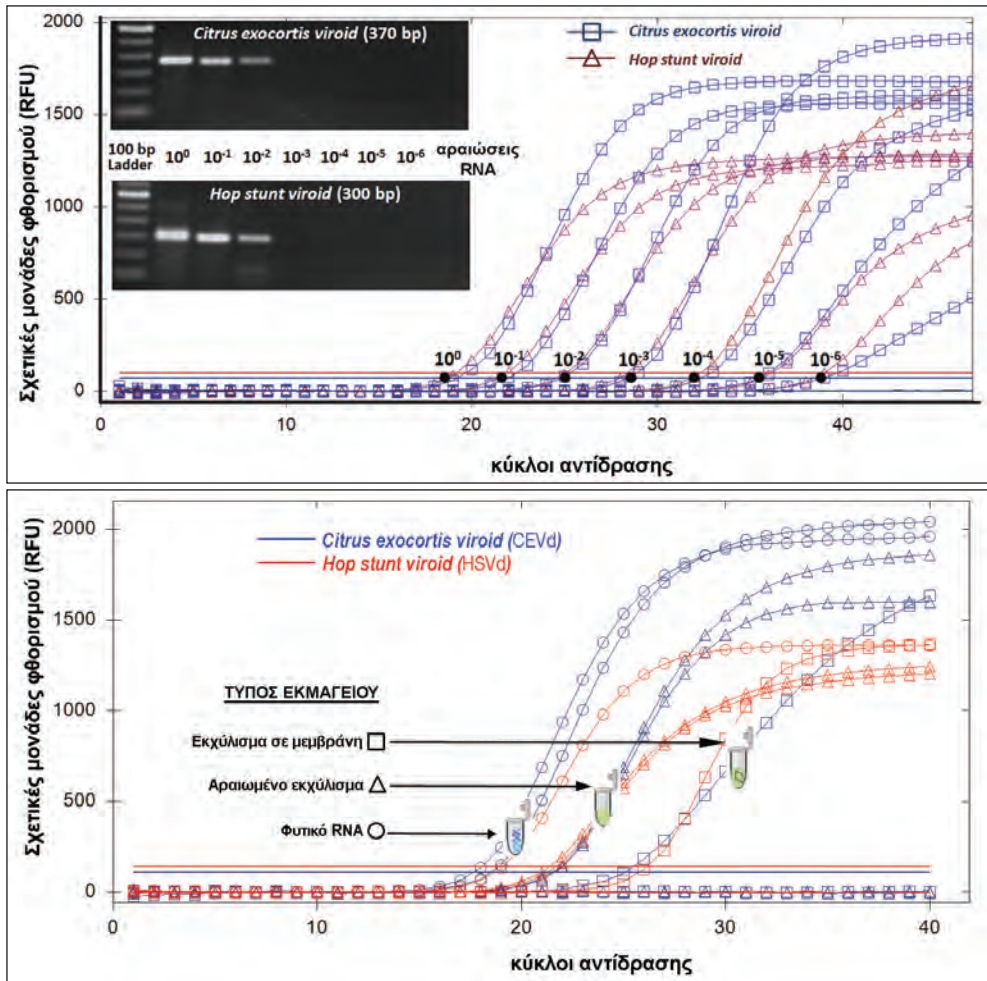 Σχετικές μονάδες φθορισμού (RFU)
2000
1500
1000
500
0
Citrus exocortis viroid (370 bp)
100 bp
Ladder
10⁰ 10⁻¹ 10⁻² 10⁻³ 10⁻⁴ 10⁻⁵ 10⁻⁶ αραιώσεις
RNA
Hop stunt viroid (300 bp)
Citrus exocortis viroid
Hop stunt viroid
10⁰ 10⁻¹ 10⁻² 10⁻³ 10⁻⁴ 10⁻⁵ 10⁻⁶
0 10 20 30 40
κύκλοι αντίδρασης
Σχετικές μονάδες φθορισμού (RFU)
2000
1500
1000
500
0
Citrus exocortis viroid (CEVd)
Hop stunt viroid (HSVd)
ΤΥΠΟΣ ΕΚΜΑΓΕΙΟΥ
Εκχύλισμα σε μεμβράνη
Αραιωμένο εκχύλισμα
Φυτικό RNA
0 10 20 30 40
κύκλοι αντίδρασης